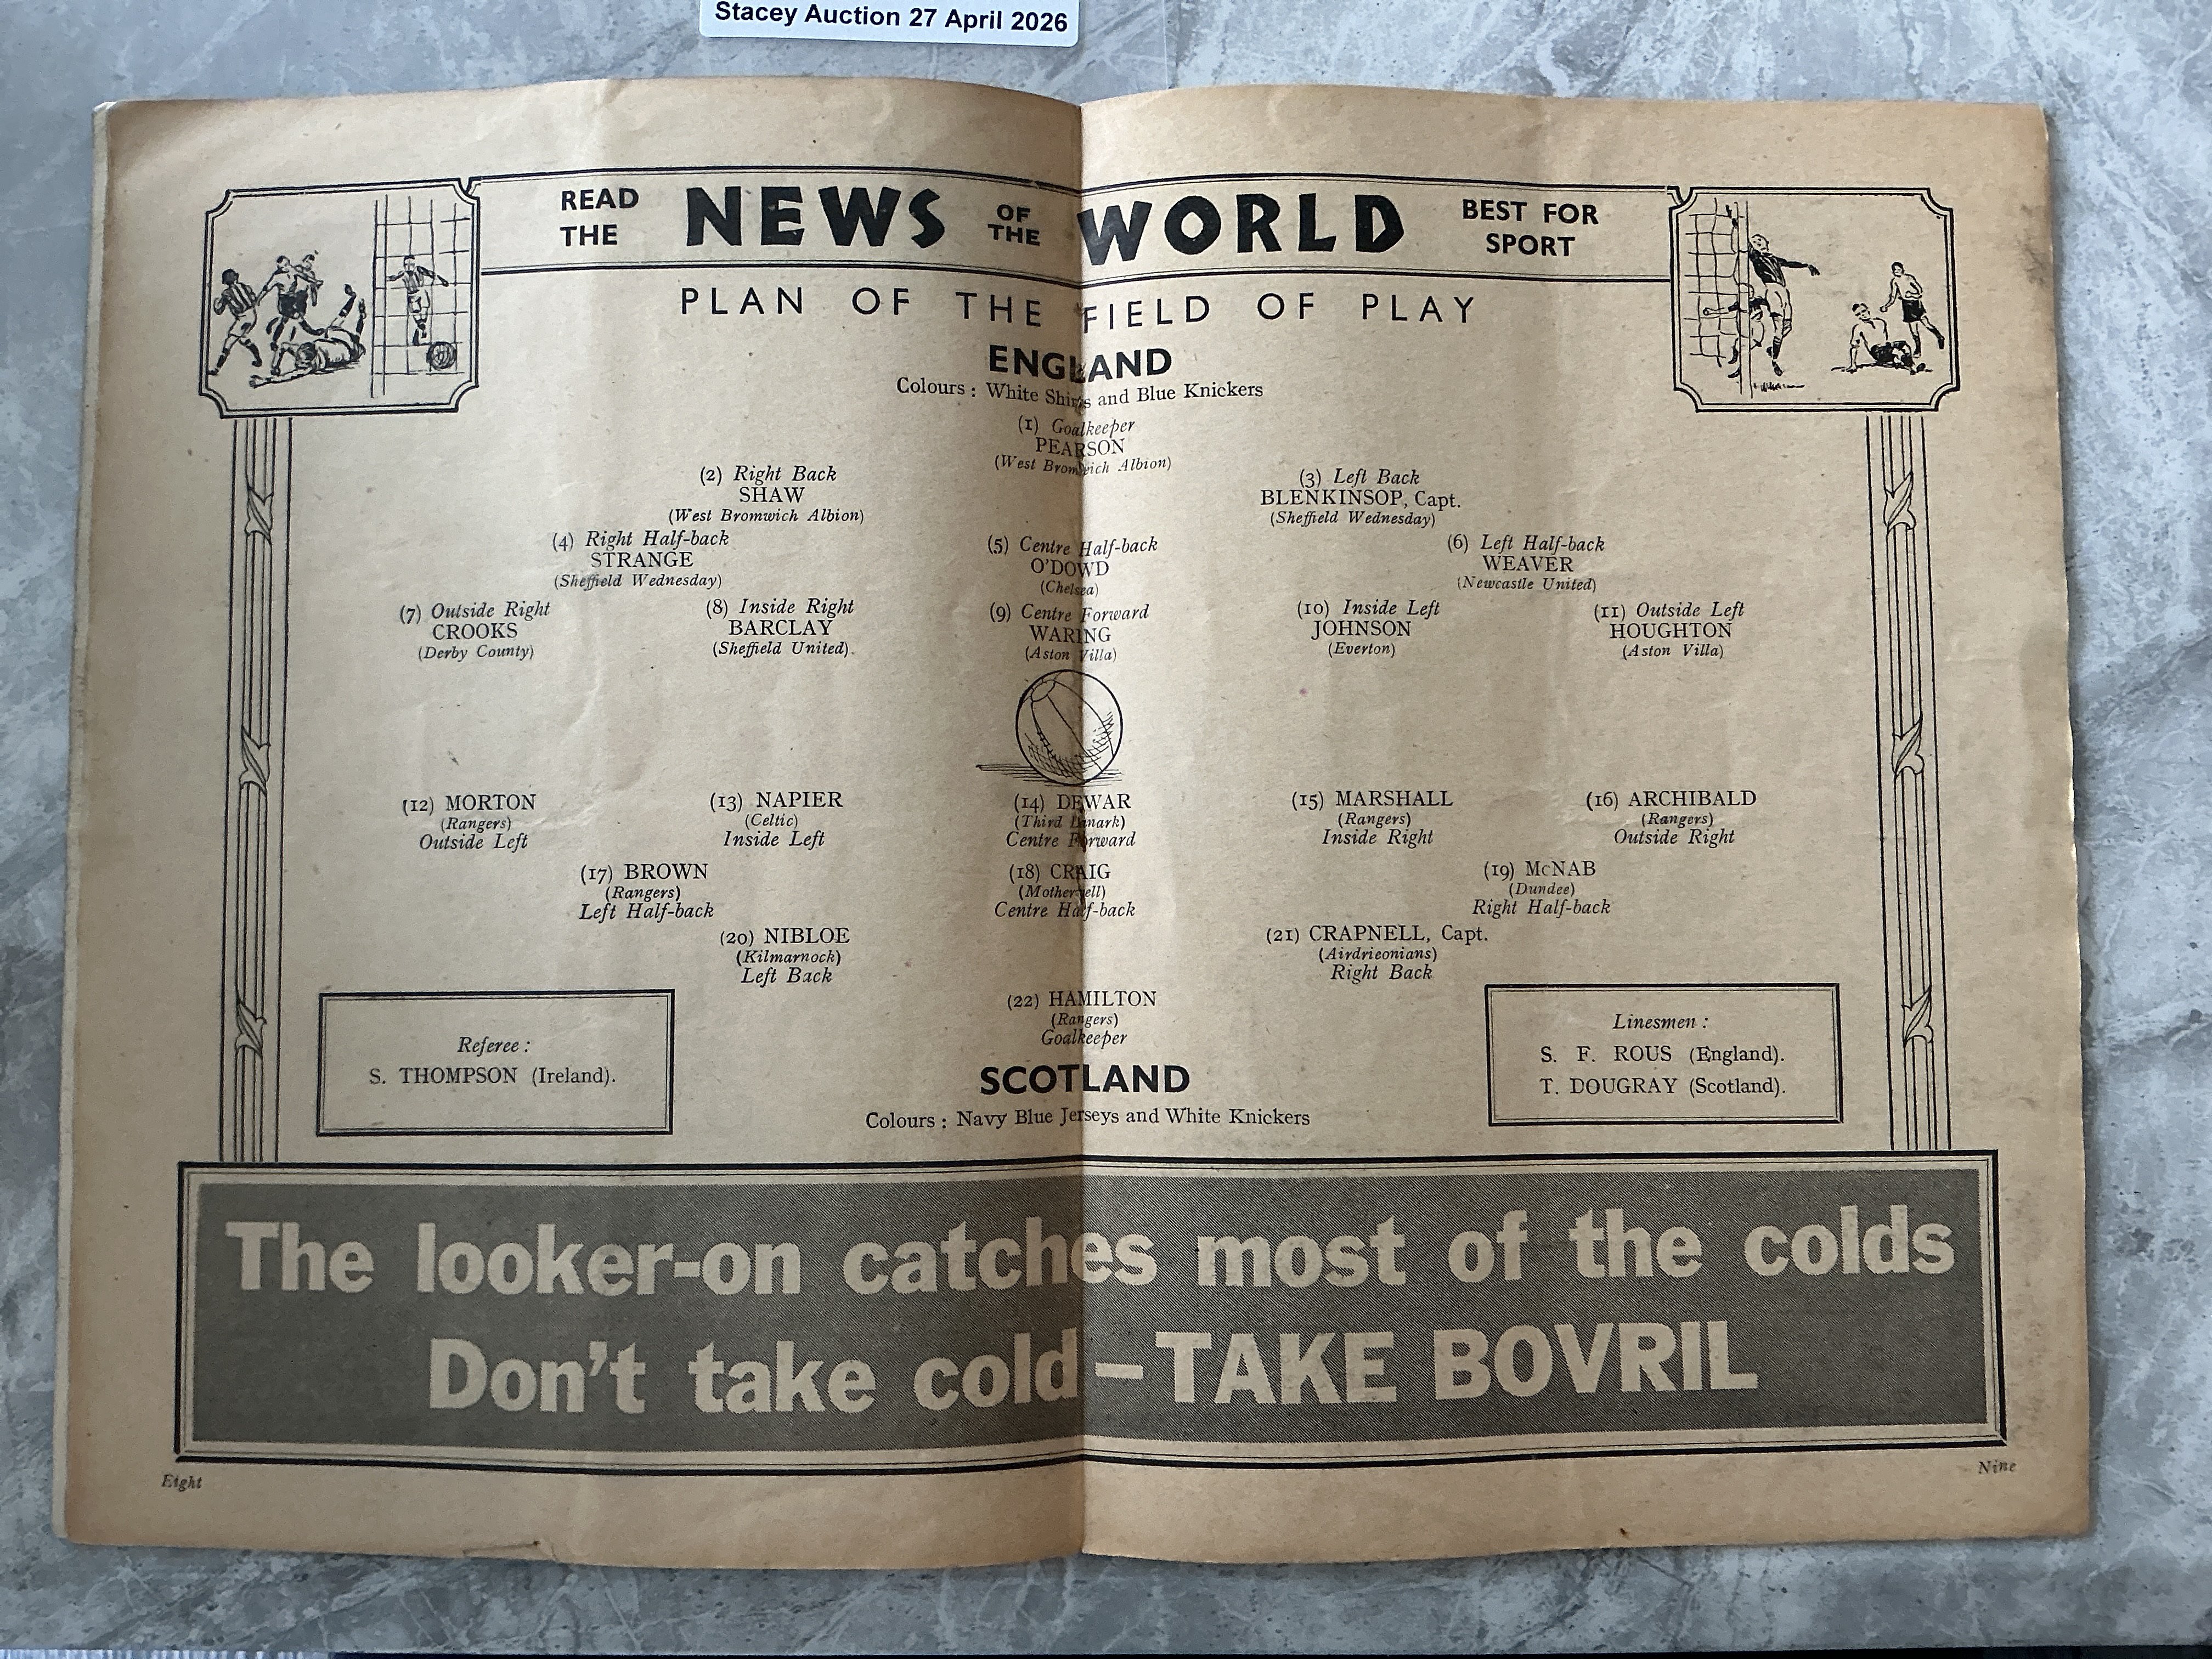 Stacey Auction 27 April 2026
READ THE NEWS OF THE WORLD BEST FOR SPORT
PLAN OF THE FIELD OF PLAY
ENGLAND
Colours : White Shirts and Blue Knickers
(1) Goalkeeper
PEARSON
(West Bromwich Albion)
(2) Right Back
SHAW
(West Bromwich Albion)
(3) Left Back
BLENKINSOP, Capt.
(Sheffield Wednesday)
(4) Right Half-back
STRANGE
(Sheffield Wednesday)
(5) Centre Half-back
O'DOWD
(Chelsea)
(6) Left Half-back
WEAVER
(Newcastle United)
(7) Outside Right
CROOKS
(Derby County)
(8) Inside Right
BARCLAY
(Sheffield United)
(9) Centre Forward
WARING
(Aston Villa)
(10) Inside Left
JOHNSON
(Everton)
(11) Outside Left
HOUGHTON
(Aston Villa)
(12) MORTON
(Rangers)
Outside Left
(13) NAPIER
(Celtic)
Inside Left
(14) DEWAR
(Third Lanark)
Centre Forward
(15) MARSHALL
(Rangers)
Inside Right
(16) ARCHIBALD
(Rangers)
Outside Right
(17) BROWN
(Rangers)
Left Half-back
(18) CRAIG
(Motherwell)
Centre Half-back
(19) McNAB
(Dundee)
Right Half-back
(20) NIBLOE
(Kilmarnock)
Left Back
(21) CRAPNELL, Capt.
(Airdrieonians)
Right Back
(22) HAMILTON
(Rangers)
Goalkeeper
SCOTLAND
Colours : Navy Blue Jerseys and White Knickers
Referee :
S. THOMPSON (Ireland).
Linesmen :
S. F. ROUS (England).
T. DOUGRAY (Scotland).
The looker-on catches most of the colds
Don't take cold—TAKE BOVRIL
Eight
Nine